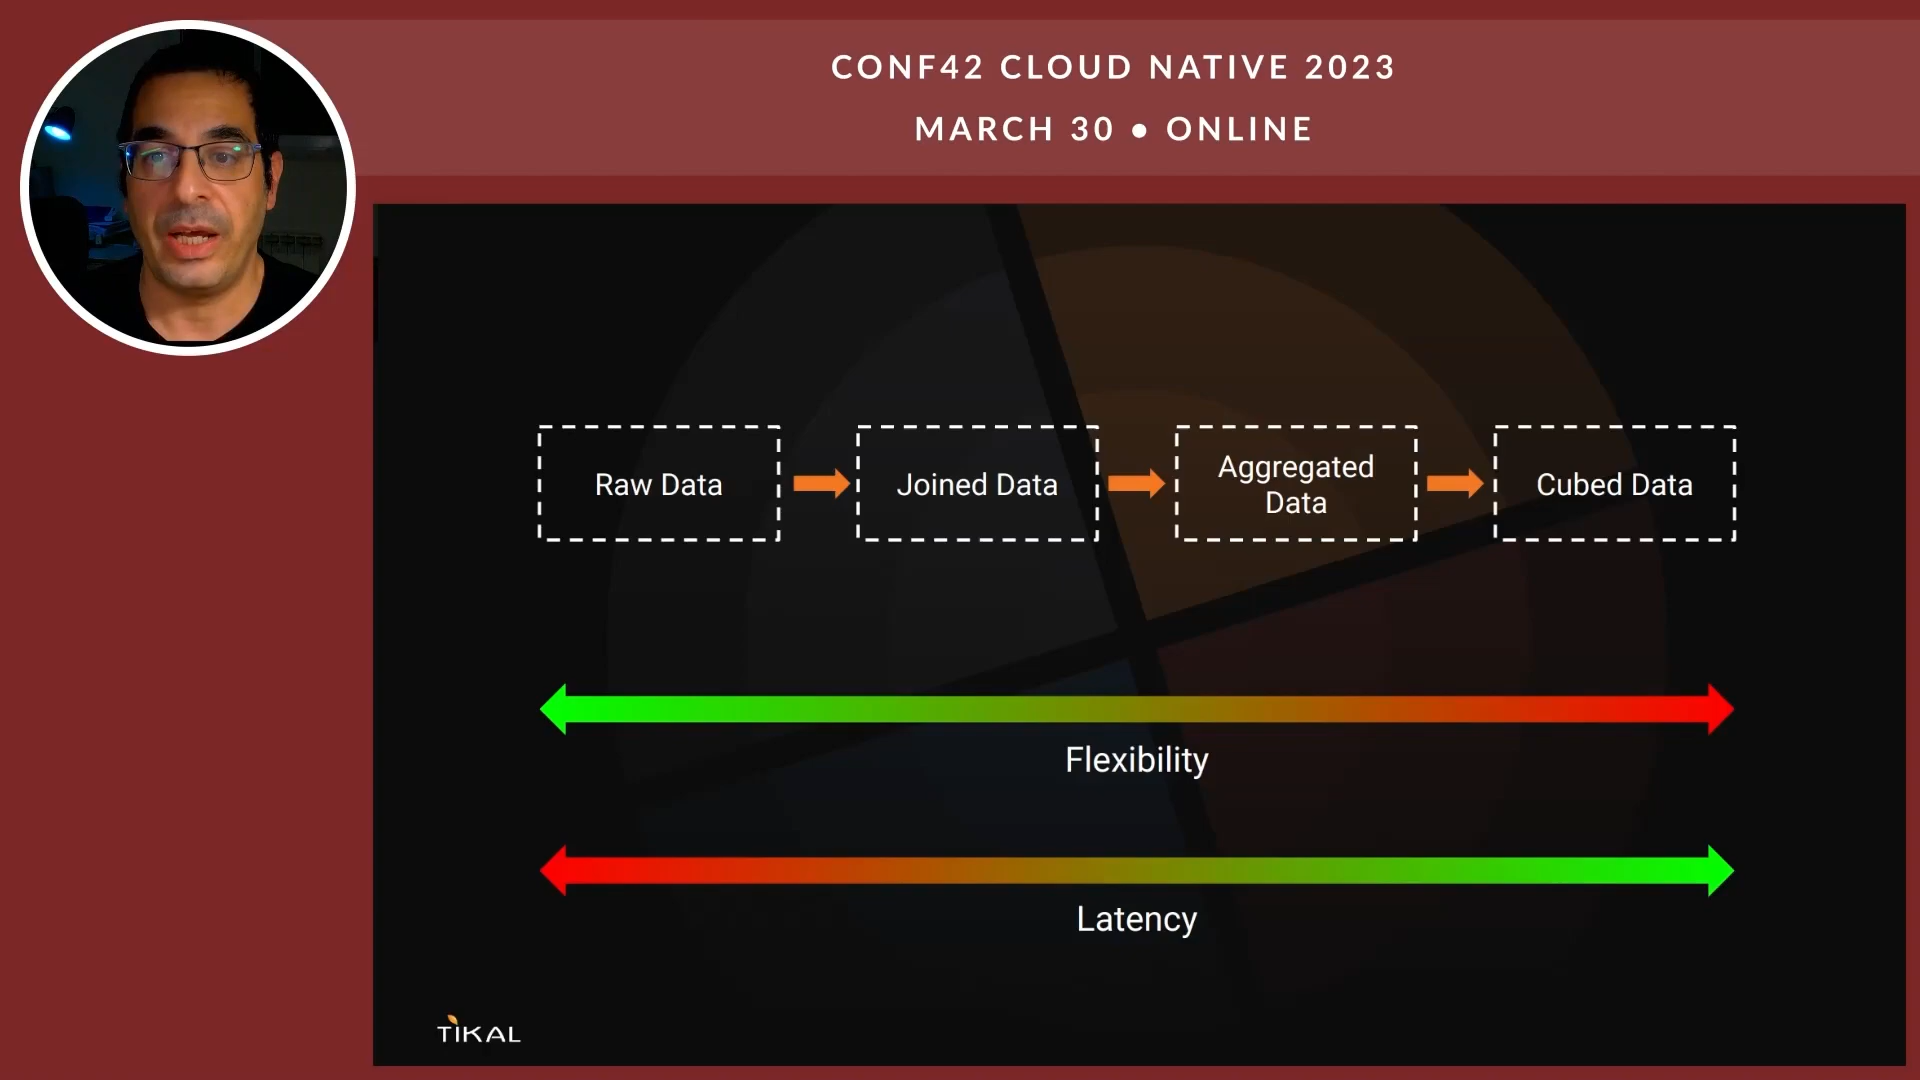 CONF42 CLOUD NATIVE 2023
MARCH 30 • ONLINE
Raw Data
Joined Data
Aggregated
Data
Cubed Data
Flexibility
Latency
TIKAL